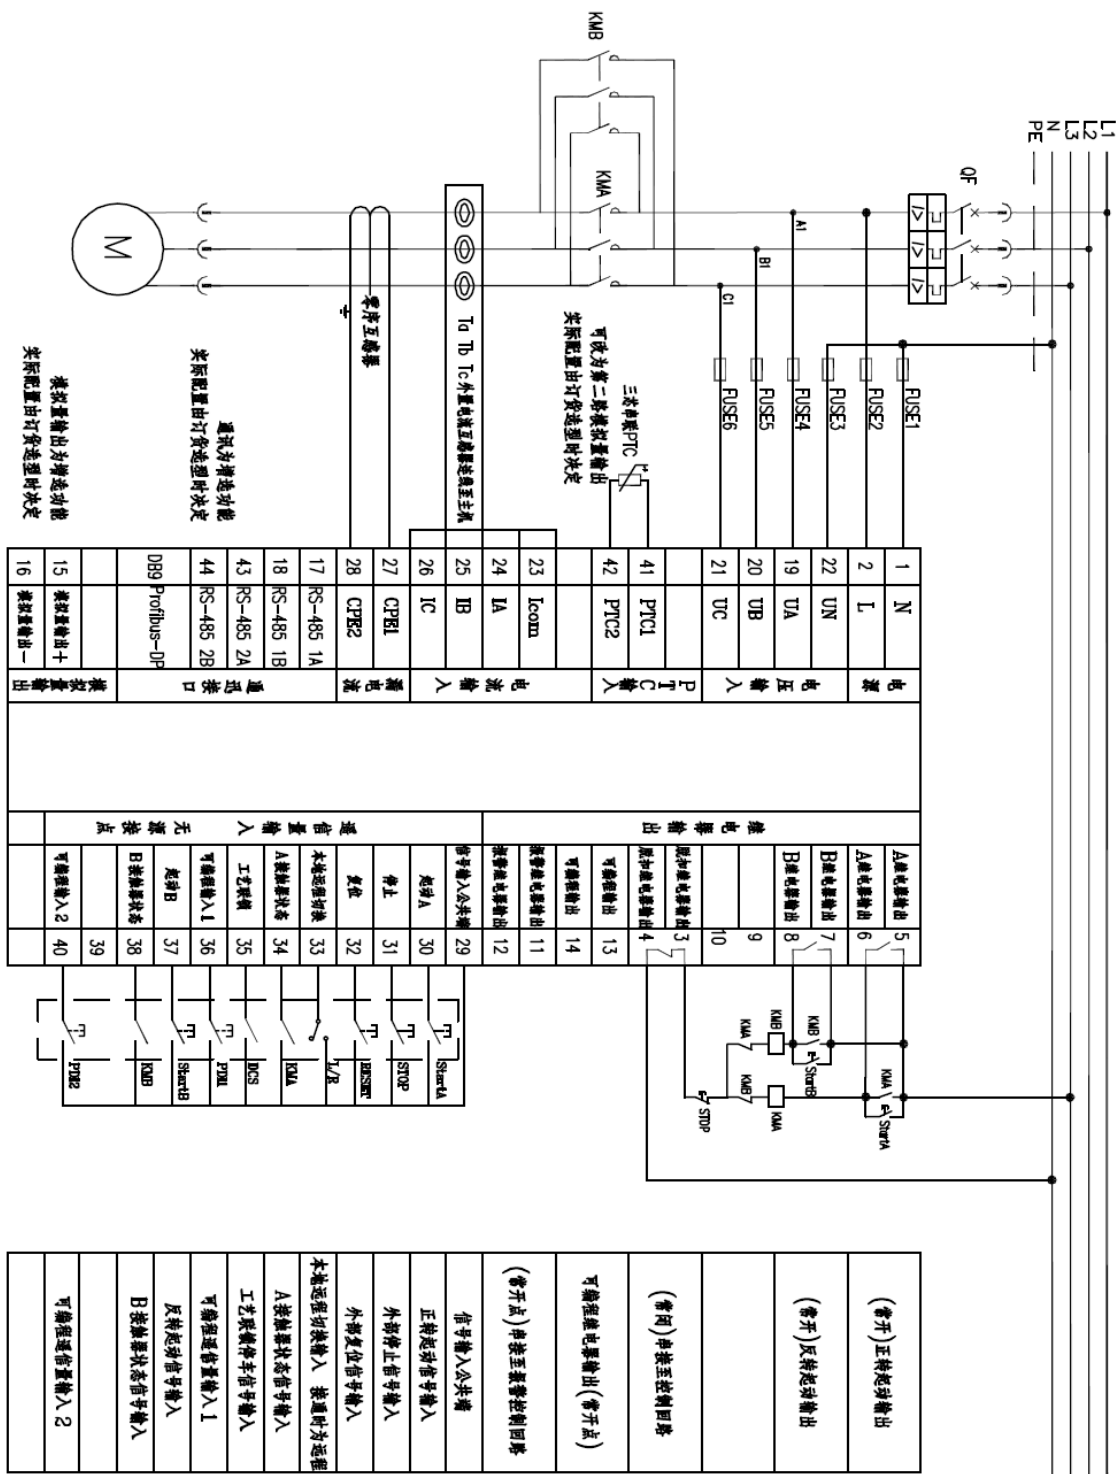 L1
L2
L3
N
PE
QF
KMB
KMA
M
A1
B1
C1
FUSE1
FUSE2
FUSE3
FUSE4
FUSE5
FUSE6
三芯串联PTC
可改为第二路模拟量输出
实际配置由订货选型时决定
Ta Tb Tc外置电流互感器连线至主机
零序互感器
通讯为增选功能
实际配置由订货选型时决定
模拟量输出为增选功能
实际配置由订货选型时决定
1 N
2 L
电源
22 UN
19 UA
20 UB
21 UC
电压输入
41 PTC1
42 PTC2
PTC输入
23 Icom
24 IA
25 IB
26 IC
电流输入
27 CPE1
28 CPE2
漏电流
17 RS-485 1A
18 RS-485 1B
43 RS-485 2A
44 RS-485 2B
DB9 Profibus-DP
通讯接口
15 模拟量输出+
16 模拟量输出-
模拟量输出
继电器输出
A继电器输出 5
A继电器输出 6
B继电器输出 7
B继电器输出 8
9
10
脱扣继电器输出 3
脱扣继电器输出 4
可编程输出 13
可编程输出 14
报警继电器输出 11
报警继电器输出 12
遥信量输入 无源接点
信号输入公共端 29
起动A 30
停止 31
复位 32
本地远程切换 33
A接触器状态 34
工艺联锁 35
可编程输入1 36
起动B 37
B接触器状态 38
39
可编程输入2 40
KMA
StartA
KMB
StartB
KMB
KMA
KMA
KMB
STOP
StartA
STOP
RESET
L/R
KMA
DCS
PDI1
StartB
KMB
PDI2
(常开)正转起动输出
(常开)反转起动输出
(常闭)串接至控制回路
可编程继电器输出(常开点)
(常开点)串接至报警控制回路
信号输入公共端
正转起动信号输入
外部停止信号输入
外部复位信号输入
本地远程切换输入 接通时为远程
A接触器状态信号输入
工艺联锁停车信号输入
可编程遥信量输入1
反转起动信号输入
B接触器状态信号输入
可编程遥信量输入2